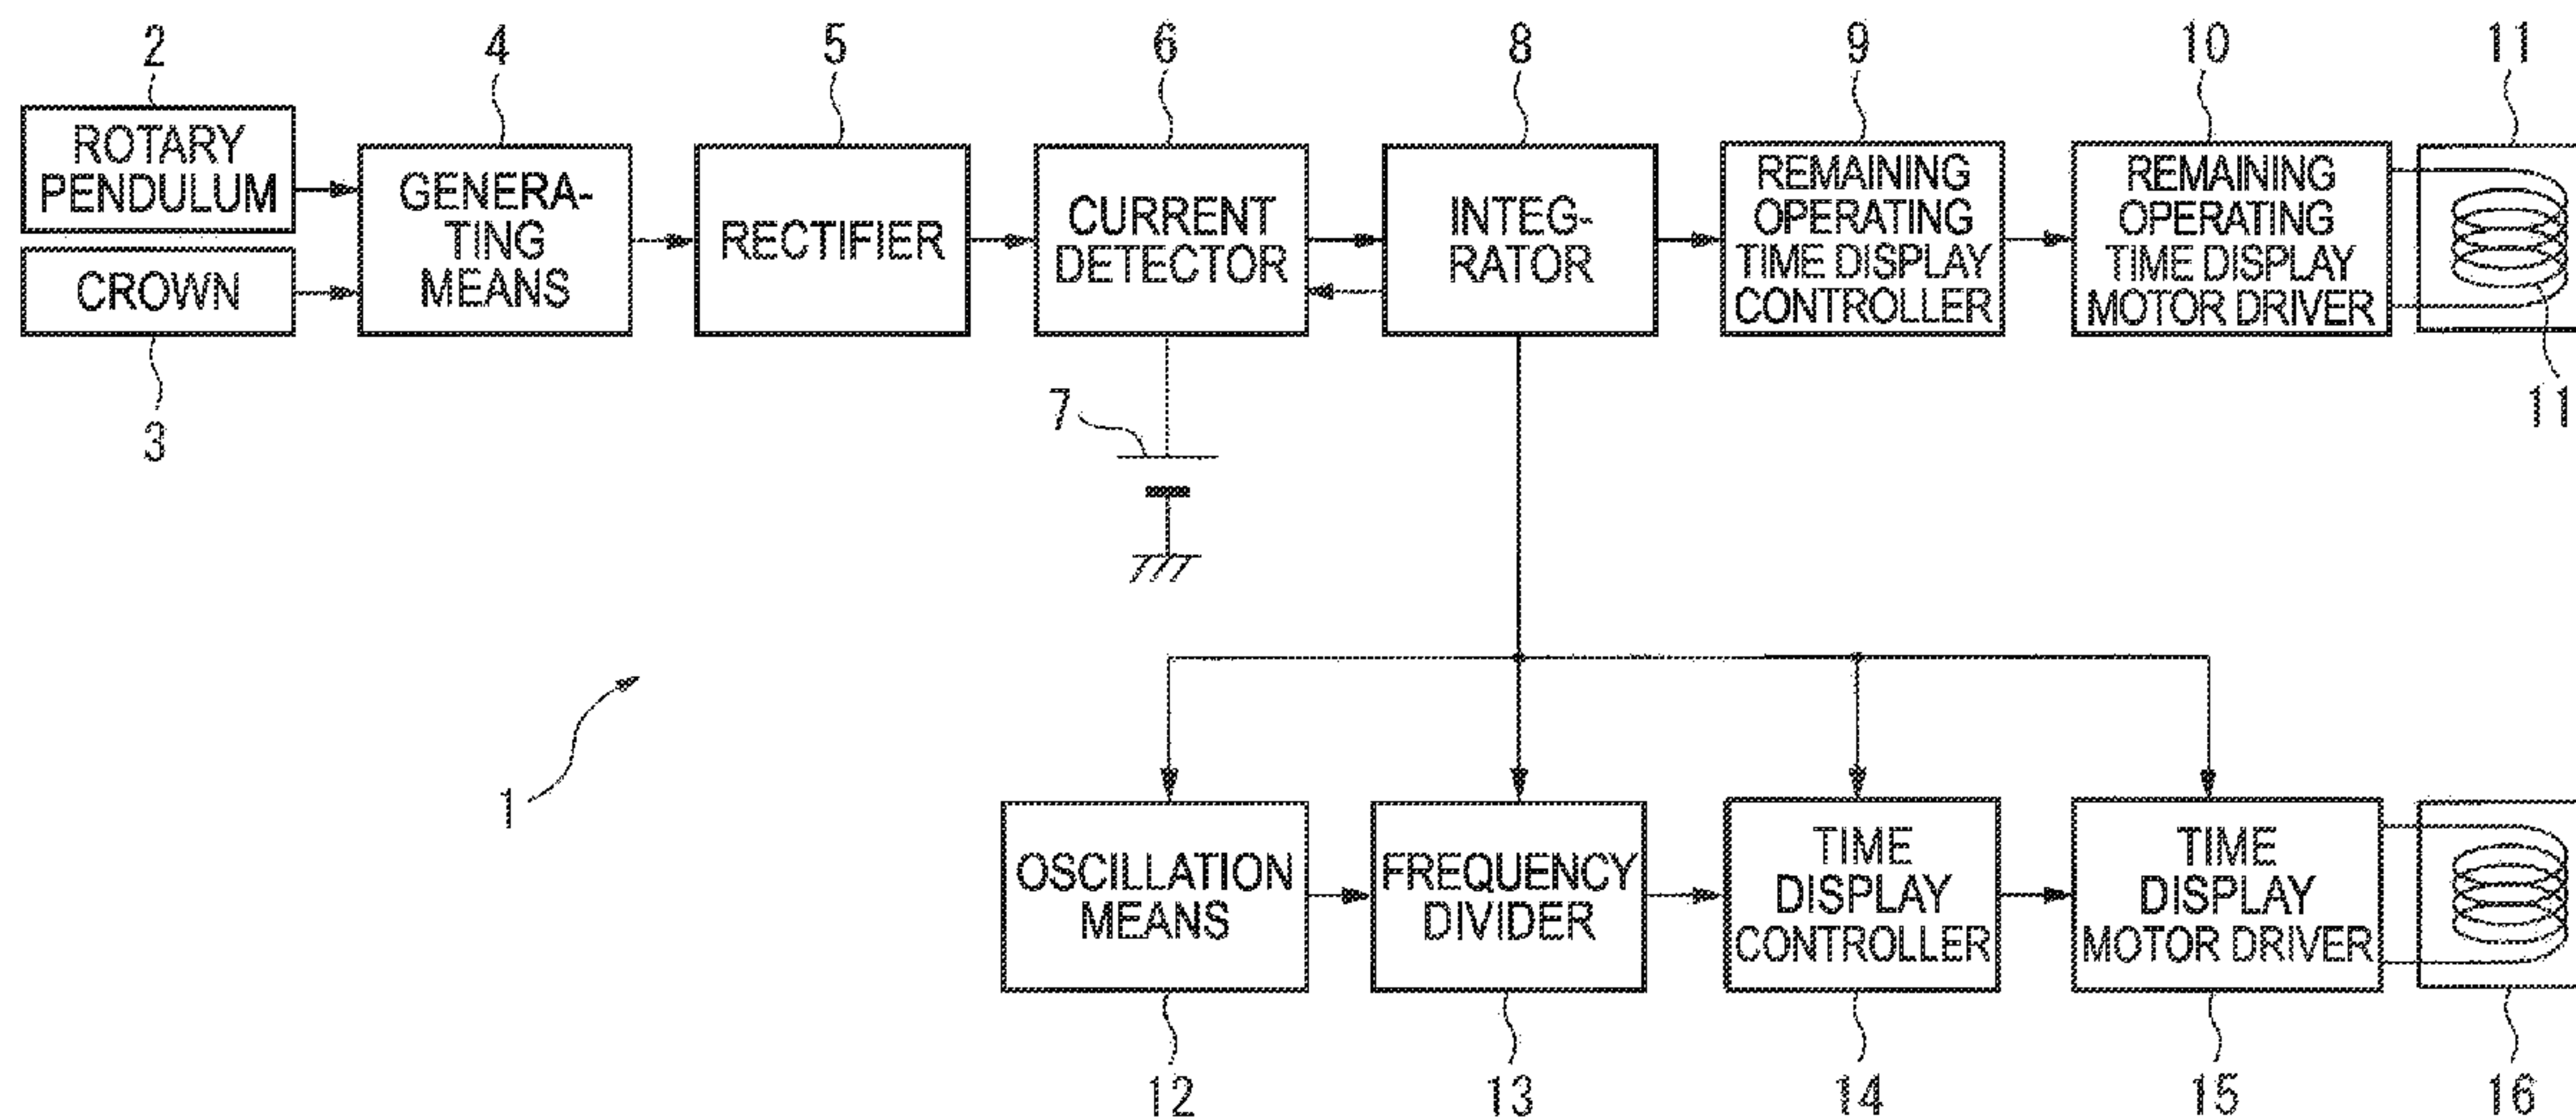 2
4
5
6
8
9
10
11
ROTARY
PENDULUM
CROWN
3
GENERA-
TING
MEANS
RECTIFIER
CURRENT
DETECTOR
INTEG-
RATOR
REMAINING
OPERATING
TIME DISPLAY
CONTROLLER
REMAINING
OPERATING
TIME DISPLAY
MOTOR DRIVER
11
7
1
OSCILLATION
MEANS
FREQUENCY
DIVIDER
TIME
DISPLAY
CONTROLLER
TIME
DISPLAY
MOTOR DRIVER
12
13
14
15
16